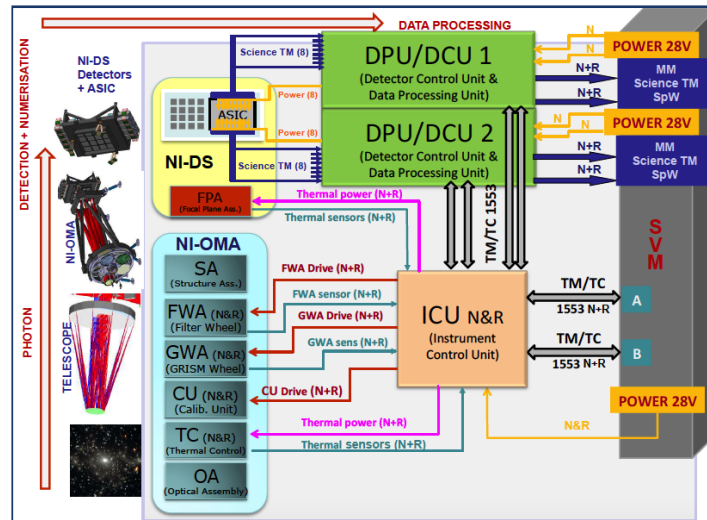 DATA PROCESSING
DETECTION + NUMERISATION
PHOTON
NI-DS
Detectors
+ ASIC
NI-OMA
TELESCOPE
Science TM (8)
Power (8)
ASIC
Power (8)
NI-DS
Science TM (8)
FPA
(Focal Plane Ass.)
DPU/DCU 1
(Detector Control Unit &
Data Processing Unit)
DPU/DCU 2
(Detector Control Unit &
Data Processing Unit)
N
N
POWER 28V
N+R
N+R
MM
Science TM
SpW
N
N
POWER 28V
N+R
N+R
MM
Science TM
SpW
Thermal power (N+R)
Thermal sensors (N+R)
TM/TC 1553
NI-OMA
SA
(Structure Ass.)
FWA (N&R)
(Filter Wheel)
GWA (N&R)
(GRISM Wheel)
CU (N&R)
(Calib. Unit)
TC (N&R)
(Thermal Control)
OA
(Optical Assembly)
FWA Drive (N+R)
FWA sensor (N+R)
GWA Drive (N+R)
GWA sens (N+R)
CU Drive (N+R)
Thermal power (N+R)
Thermal sensors (N+R)
ICU N&R
(Instrument
Control Unit)
TM/TC
1553 N+R
A
TM/TC
1553 N+R
B
SVM
POWER 28V
N&R